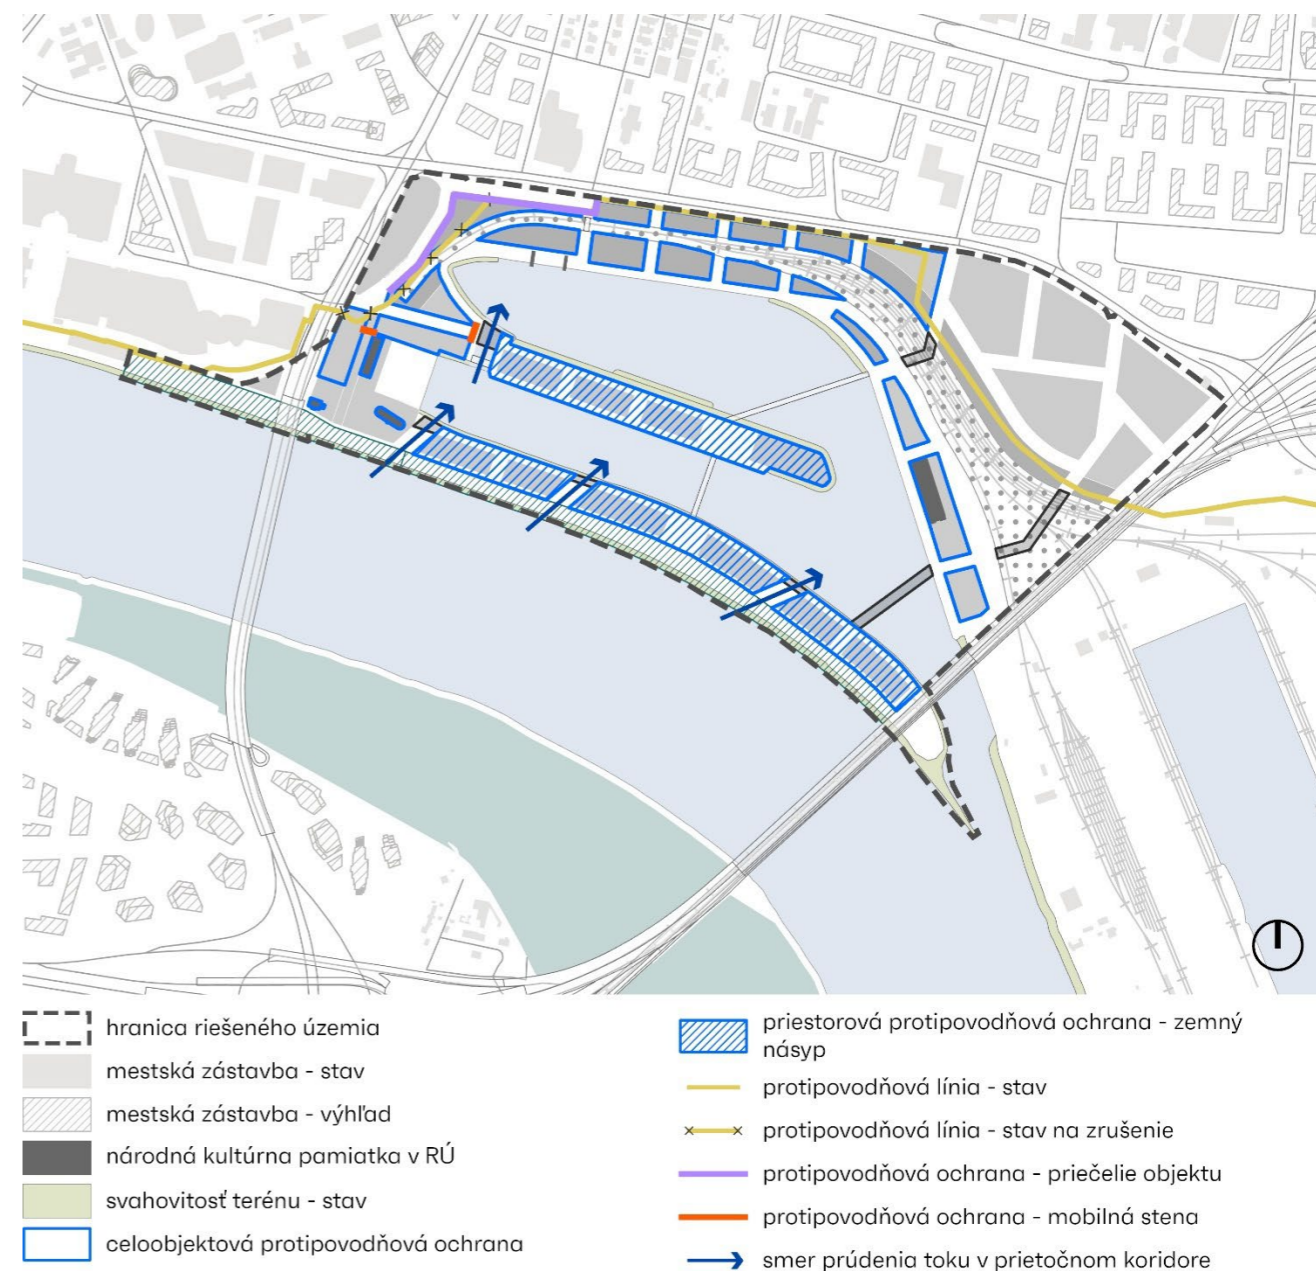 hranica riešeného územia
mestská zástavba - stav
mestská zástavba - výhľad
národná kultúrna pamiatka v RÚ
svahovitosť terénu - stav
celoobjektová protipovodňová ochrana
priestorová protipovodňová ochrana - zemný
násyp
protipovodňová línia - stav
protipovodňová línia - stav na zrušenie
protipovodňová ochrana - priečelie objektu
protipovodňová ochrana - mobilná stena
smer prúdenia toku v prietočnom koridore